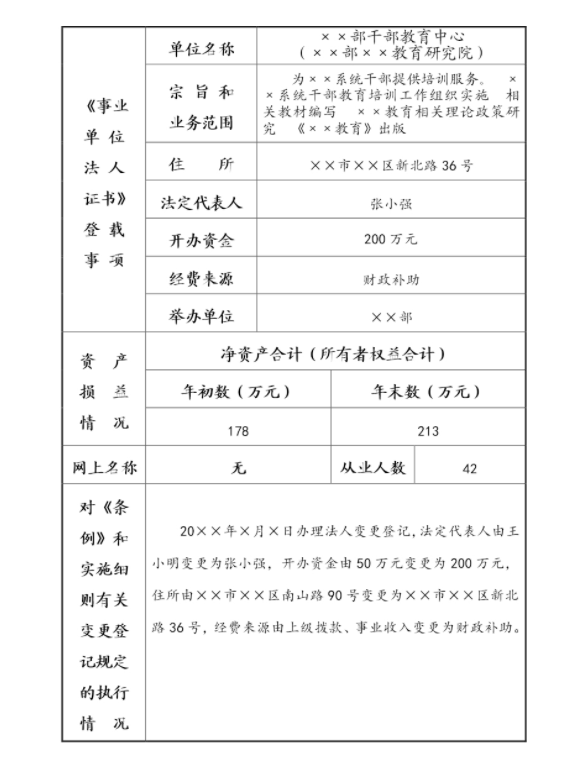 《事业
单 位
法 人
证书》
登 载
事 项
单位名称
××部干部教育中心
(××部××教育研究院)
宗 旨 和
业务范围
为××系统干部提供培训服务。 ×
×系统干部教育培训工作组织实施 相
关教材编写 ××教育相关理论政策研
究 《××教育》出版
住 所
××市××区新北路 36 号
法定代表人
张小强
开办资金
200 万元
经费来源
财政补助
举办单位
××部
资 产
损 益
情 况
净资产合计(所有者权益合计)
年初数(万元)
年末数(万元)
178
213
网上名称
无
从业人数
42
对《条
例》和
实施细
则有关
变更登
记规定
的执行
情 况
20××年×月×日办理法人变更登记,法定代表人由王
小明变更为张小强, 开办资金由 50 万元变更为 200 万元,
住所由××市××区南山路 90 号变更为××市××区新北
路 36 号, 经费来源由上级拨款、事业收入变更为财政补助。